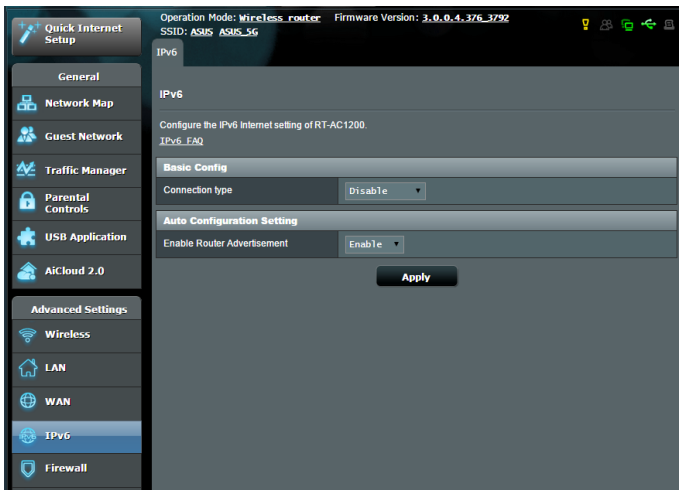 Quick Internet
Setup
Operation Mode: Wireless router Firmware Version: 3.0.0.4.376_3792
SSID: ASUS ASUS_5G
IPv6
General
Network Map
Guest Network
Traffic Manager
Parental
Controls
USB Application
AiCloud 2.0
Advanced Settings
Wireless
LAN
WAN
IPv6
Firewall
IPv6
Configure the IPv6 Internet setting of RT-AC1200.
IPv6 FAQ
Basic Config
Connection type Disable
Auto Configuration Setting
Enable Router Advertisement Enable
Apply